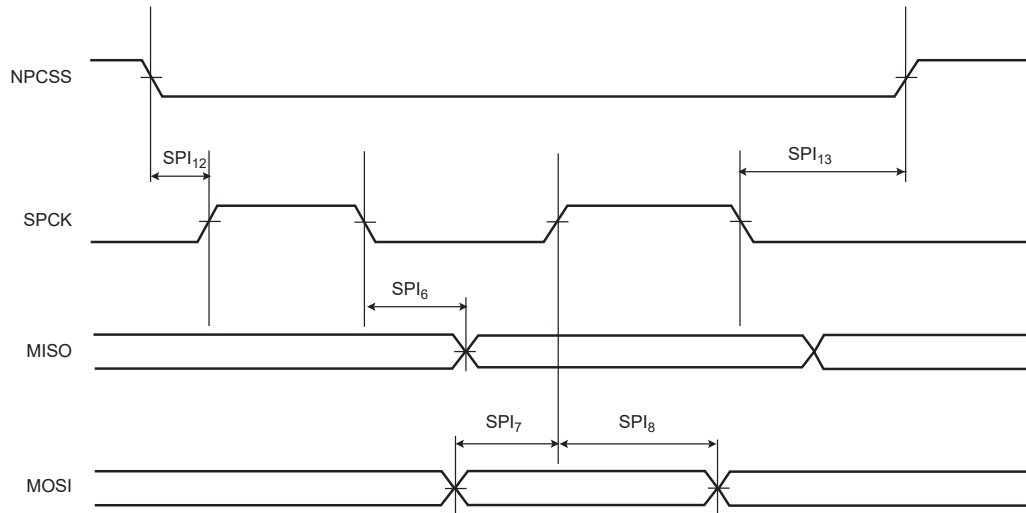 NPCSS
SPI₁₂
SPI₁₃
SPCK
SPI₆
MISO
SPI₇
SPI₈
MOSI